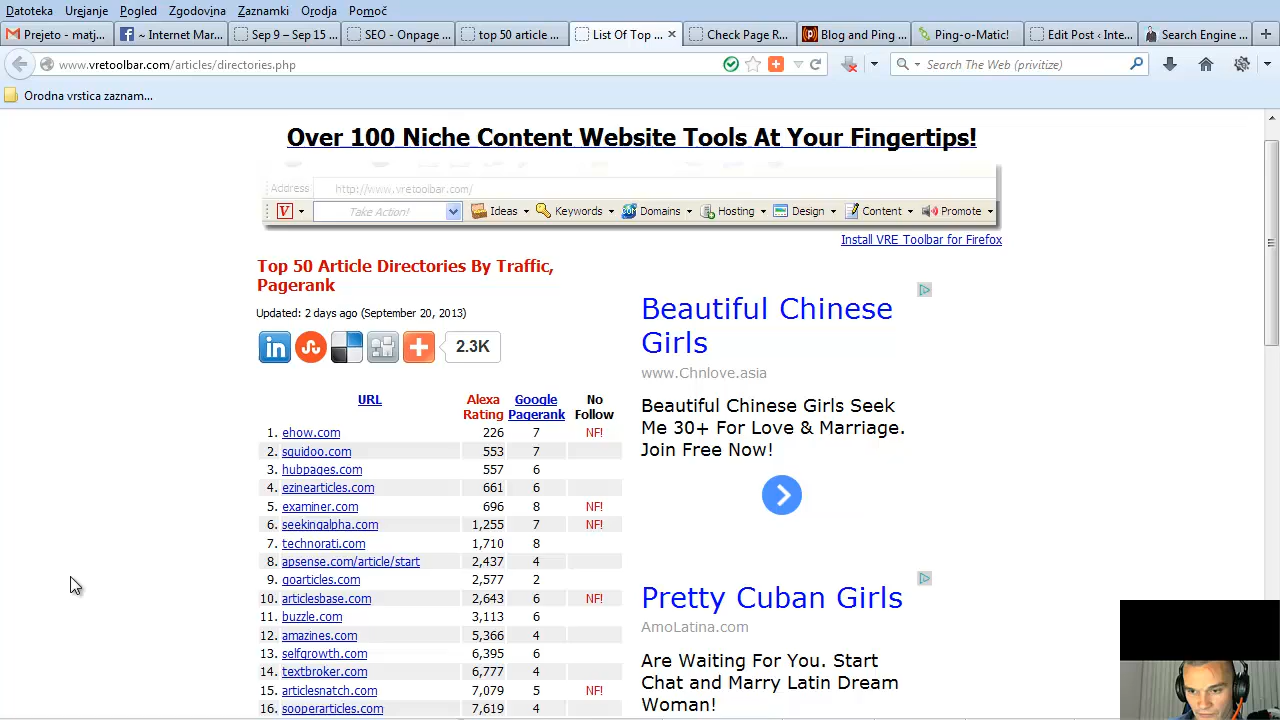 Datoteka Urejanje Pogled Zgodovina Zaznamki Orodja Pomoč
Prejeto - matj... ~ Internet Mar... Sep 9 – Sep 15 ... SEO - Onpage... top 50 article ... List Of Top ... Check Page R... Blog and Ping ... Ping-o-Matic! Edit Post ‹ Inte... Search Engine ...
www.vretoolbar.com/articles/directories.php
Search The Web (privitize)
Orodna vrstica zaznam...
Over 100 Niche Content Website Tools At Your Fingertips!
Address http://www.vretoolbar.com/
V Take Action! Ideas Keywords Domains Hosting Design Content Promote
Install VRE Toolbar for Firefox
Top 50 Article Directories By Traffic,
Pagerank
Updated: 2 days ago (September 20, 2013)
in 2.3K
URL Alexa Rating Google Pagerank No Follow
1. ehow.com 226 7 NF!
2. squidoo.com 553 7
3. hubpages.com 557 6
4. ezinearticles.com 661 6
5. examiner.com 696 8 NF!
6. seekingalpha.com 1,255 7 NF!
7. technorati.com 1,710 8
8. apsense.com/article/start 2,437 4
9. goarticles.com 2,577 2
10. articlesbase.com 2,643 6 NF!
11. buzzle.com 3,113 6
12. amazines.com 5,366 4
13. selfgrowth.com 6,395 6
14. textbroker.com 6,777 4
15. articlesnatch.com 7,079 5 NF!
16. sooperarticles.com 7,619 4
Beautiful Chinese
Girls
www.Chnlove.asia
Beautiful Chinese Girls Seek
Me 30+ For Love & Marriage.
Join Free Now!
Pretty Cuban Girls
AmoLatina.com
Are Waiting For You. Start
Chat and Marry Latin Dream
Woman!